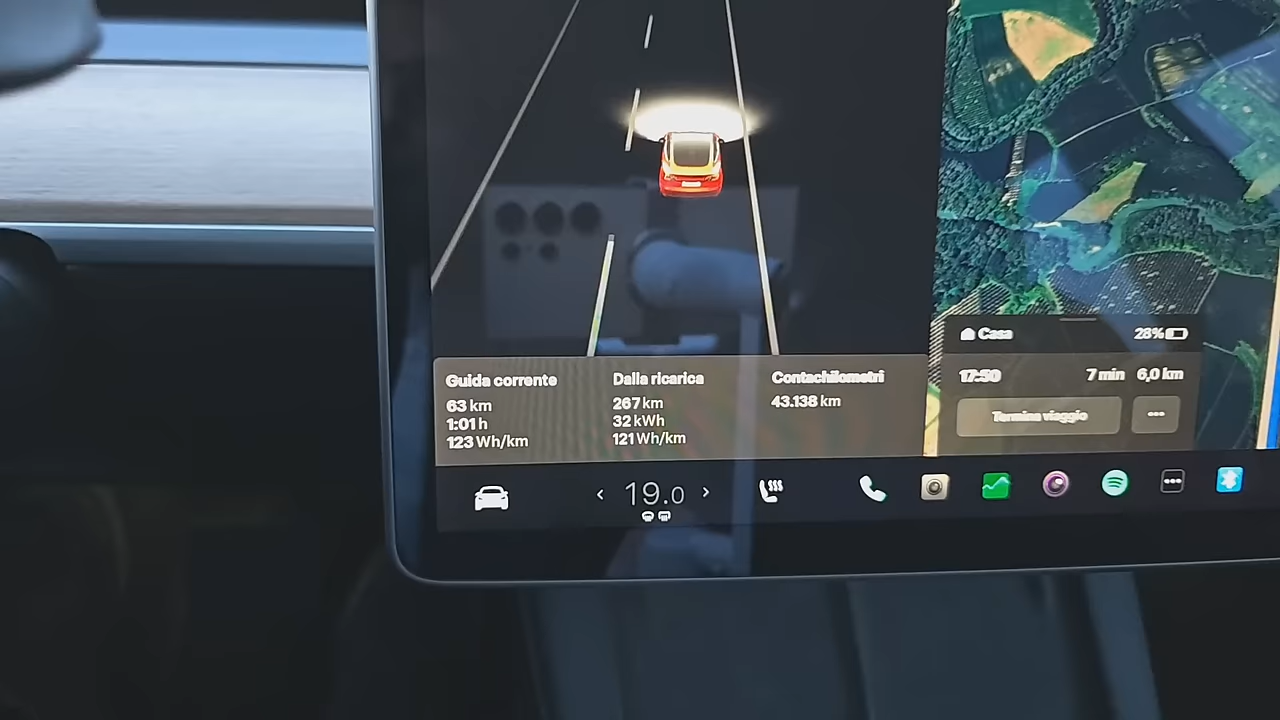 Guida corrente
63 km
1:01 h
123 Wh/km
Dalla ricarica
267 km
32 kWh
121 Wh/km
Contachilometri
43.138 km
Casa
28%
17:30
7 min
6,0 km
Termina viaggio
19.0